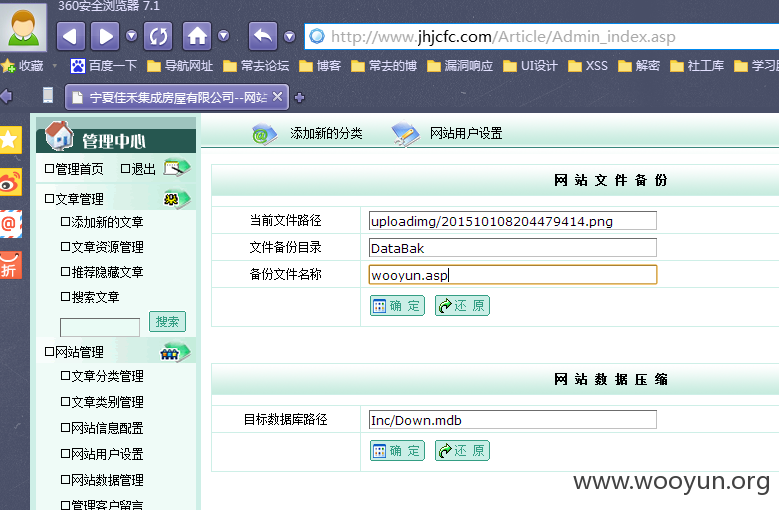 360安全浏览器 7.1
http://www.jhjcfc.com/Article/Admin_index.asp
收藏 百度一下 导航网址 常去论坛 博客 常去的博 漏洞响应 UI设计 XSS 解密 社工库 学习
宁夏佳禾集成房屋有限公司--网站
管理中心
添加新的分类 网站用户设置
管理首页 退出
文章管理
添加新的文章
文章资源管理
推荐隐藏文章
搜索文章
搜索
网站管理
文章分类管理
文章类别管理
网站信息配置
网站用户设置
网站数据管理
管理客户留言
网站文件备份
当前文件路径 uploadimg/201510108204479414.png
文件备份目录 DataBak
备份文件名称 wooyun.asp
确 定 还 原
网站数据压缩
目标数据库路径 Inc/Down.mdb
确 定 还 原
@
折
www.wooyun.org